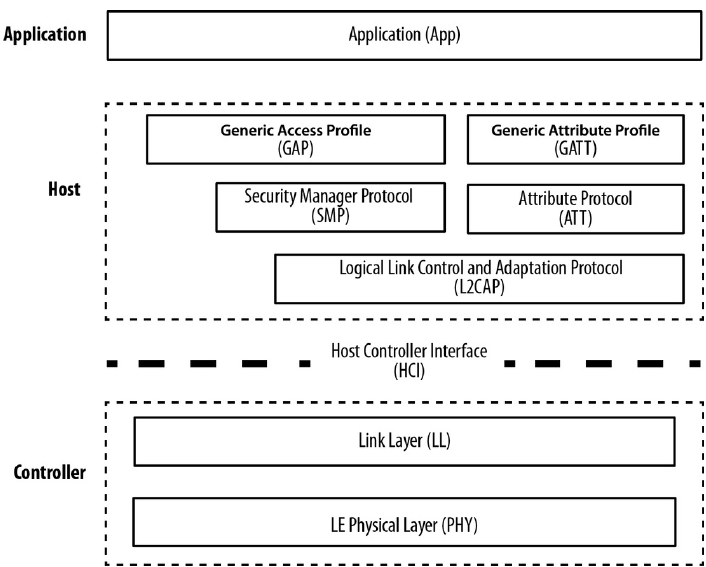 Application
Application (App)
Host
Generic Access Profile
(GAP)
Generic Attribute Profile
(GATT)
Security Manager Protocol
(SMP)
Attribute Protocol
(ATT)
Logical Link Control and Adaptation Protocol
(L2CAP)
Host Controller Interface
(HCI)
Controller
Link Layer (LL)
LE Physical Layer (PHY)